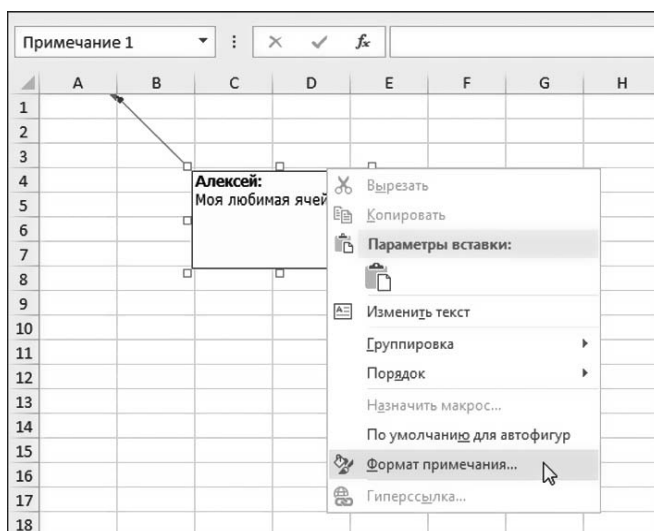 Примечание 1
fx
A B C D E F G H
1
2
3
4
Алексей:
5
Моя любимая ячей
6
7
8
9
10
11
12
13
14
15
16
17
18
Вырезать
Копировать
Параметры вставки:
Изменить текст
Группировка
Порядок
Назначить макрос...
По умолчанию для автофигур
Формат примечания...
Гиперссылка...